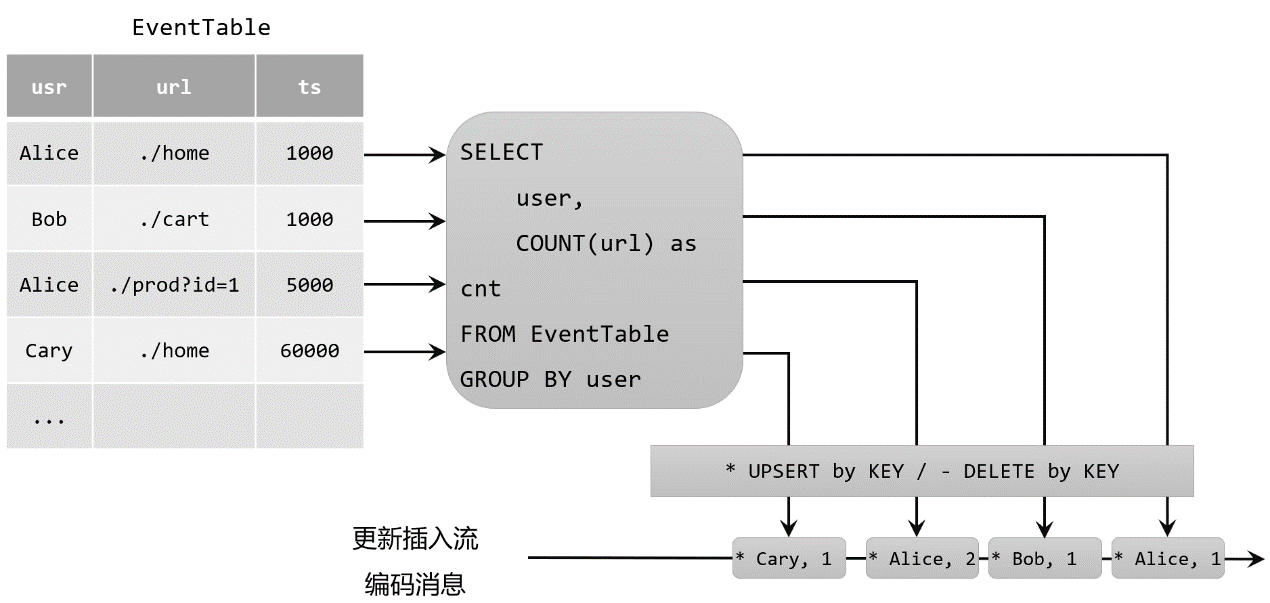 EventTable
usr url ts
Alice ./home 1000
Bob ./cart 1000
Alice ./prod?id=1 5000
Cary ./home 60000
...
SELECT
user,
COUNT(url) as
cnt
FROM EventTable
GROUP BY user
* UPSERT by KEY / - DELETE by KEY
更新插入流
编码消息
* Cary, 1 * Alice, 2 * Bob, 1 * Alice, 1